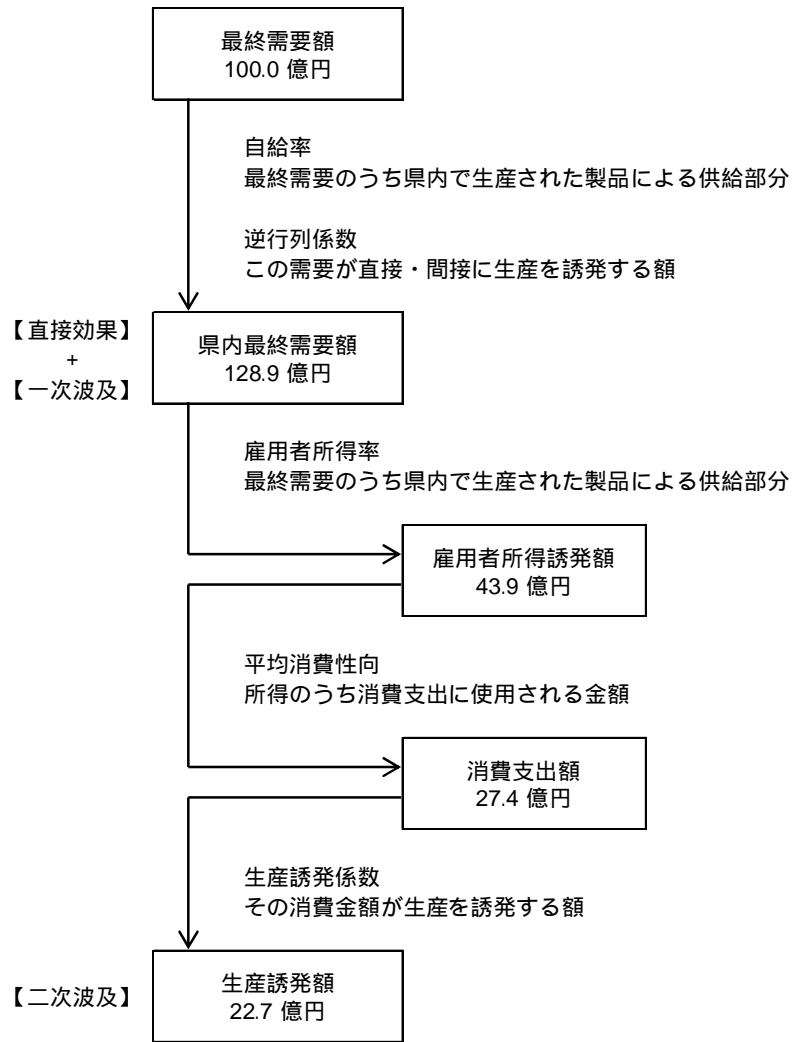 最終需要額
100.0 億円
自給率
最終需要のうち県内で生産された製品による供給部分
逆行列係数
この需要が直接・間接に生産を誘発する額
【直接効果】
+
【一次波及】
県内最終需要額
128.9 億円
雇用者所得率
最終需要のうち県内で生産された製品による供給部分
雇用者所得誘発額
43.9 億円
平均消費性向
所得のうち消費支出に使用される金額
消費支出額
27.4 億円
生産誘発係数
その消費金額が生産を誘発する額
【二次波及】
生産誘発額
22.7 億円